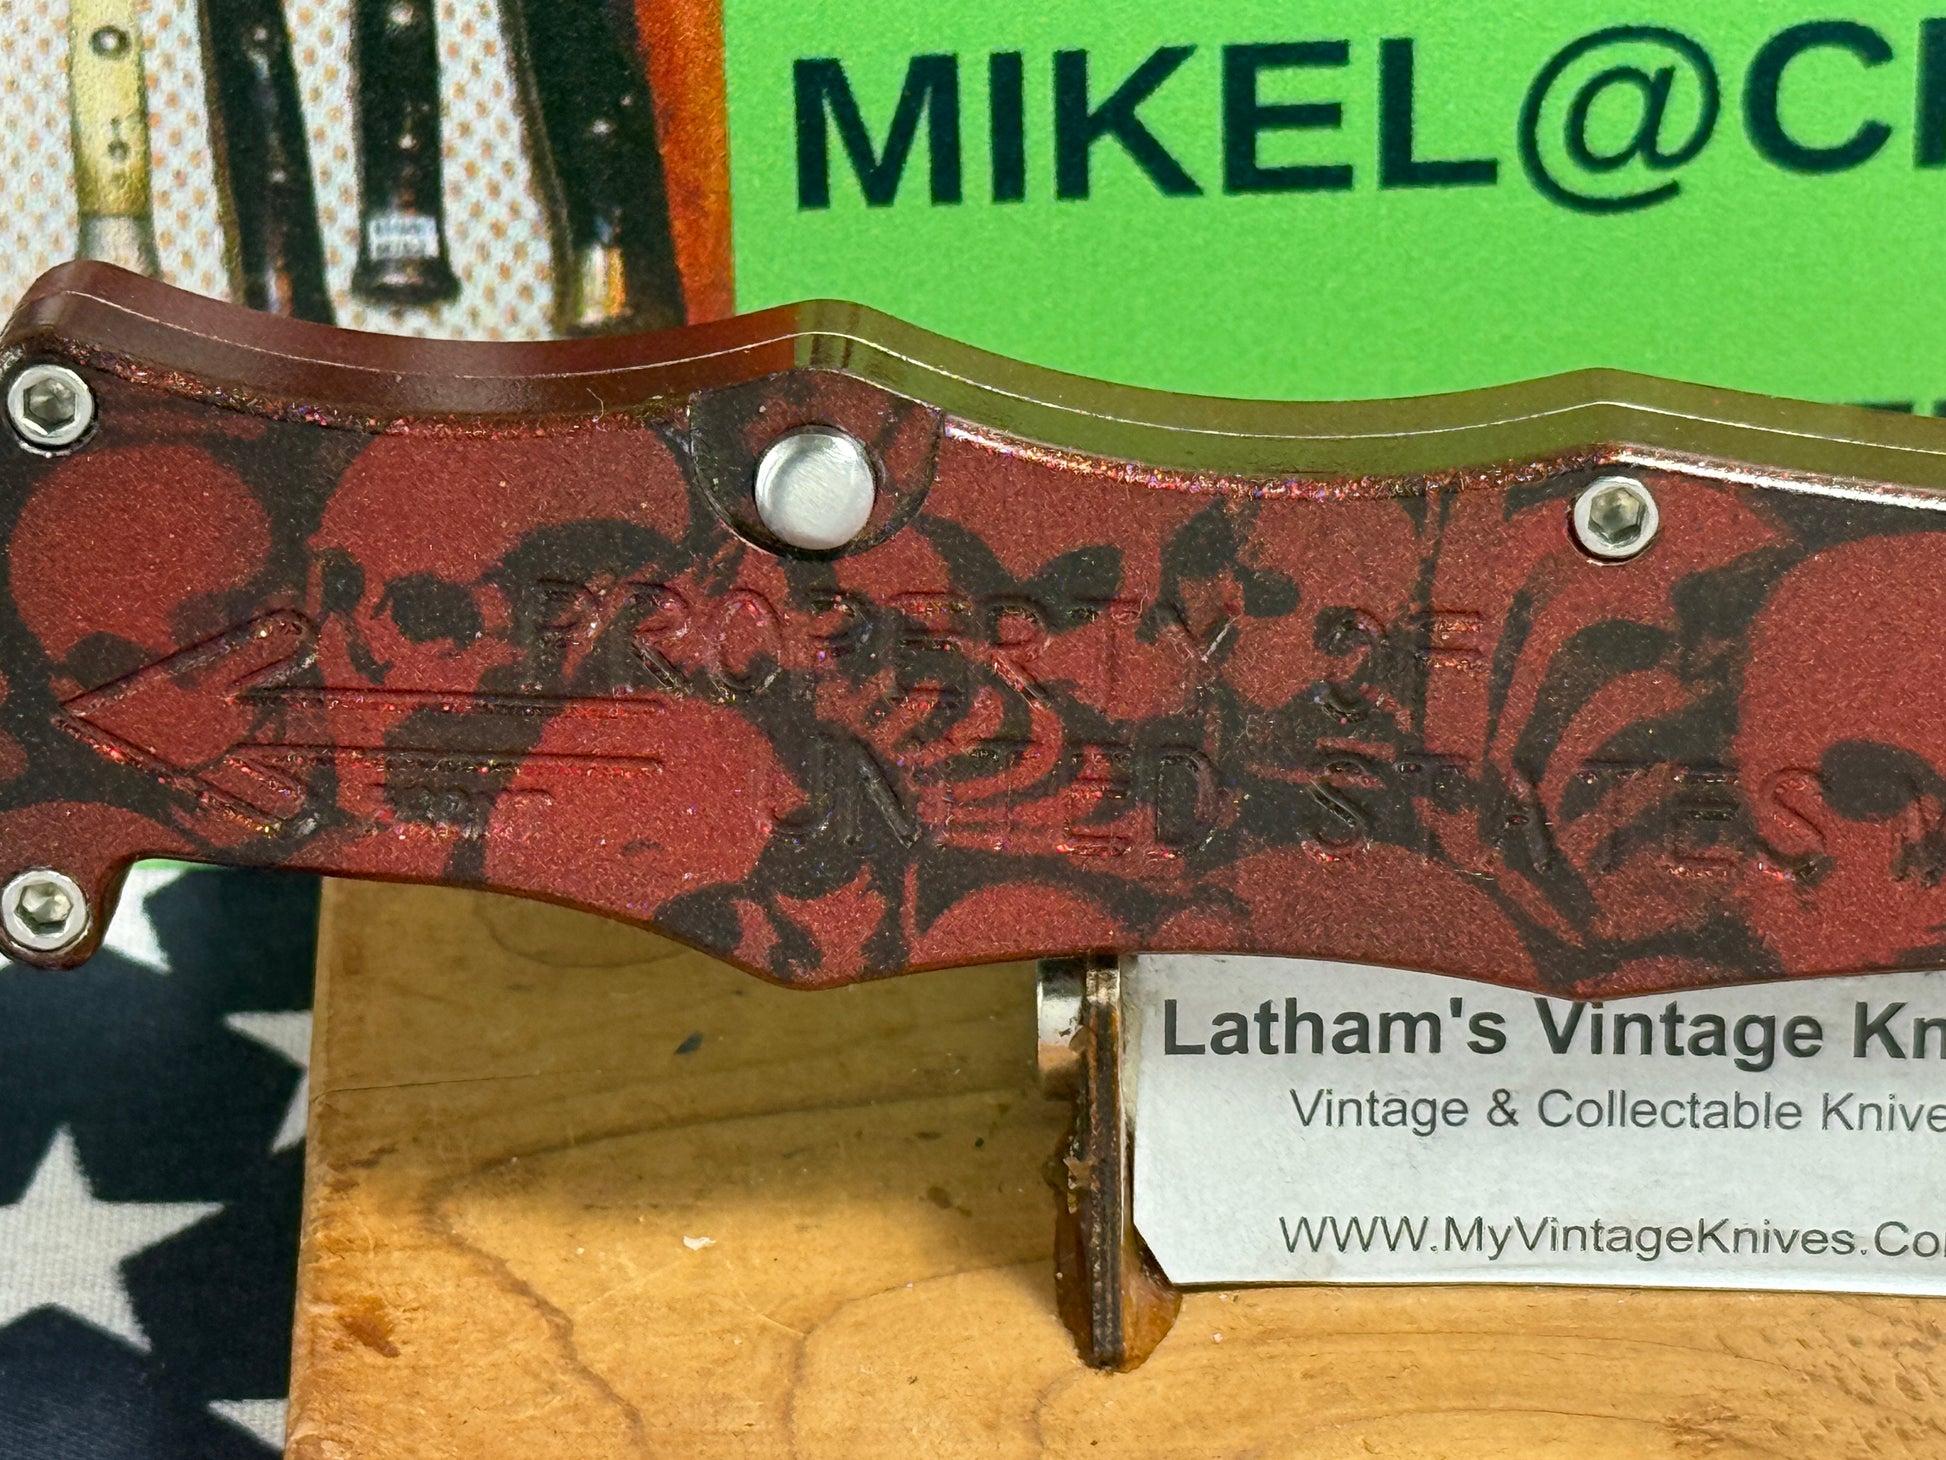 MIKEL@C
PROPERTY OF
UNITED STATES
Latham's Vintage Kn
Vintage & Collectable Knive
WWW.MyVintageKnives.Co